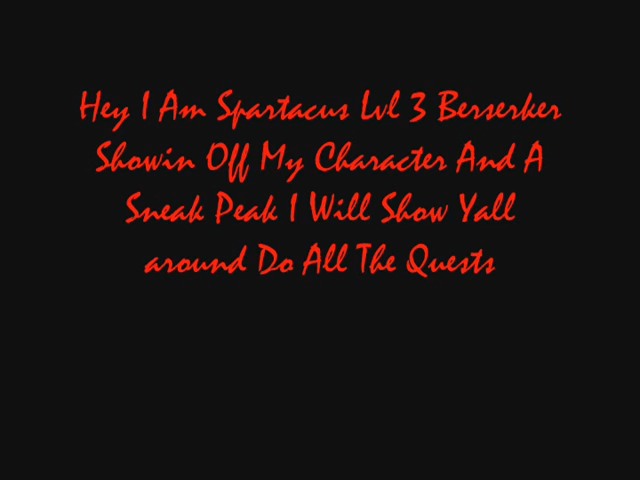 Hey I Am Spartacus Lvl 3 Berserker
Showin Off My Character And A
Sneak Peak I Will Show Yall
around Do All The Quests